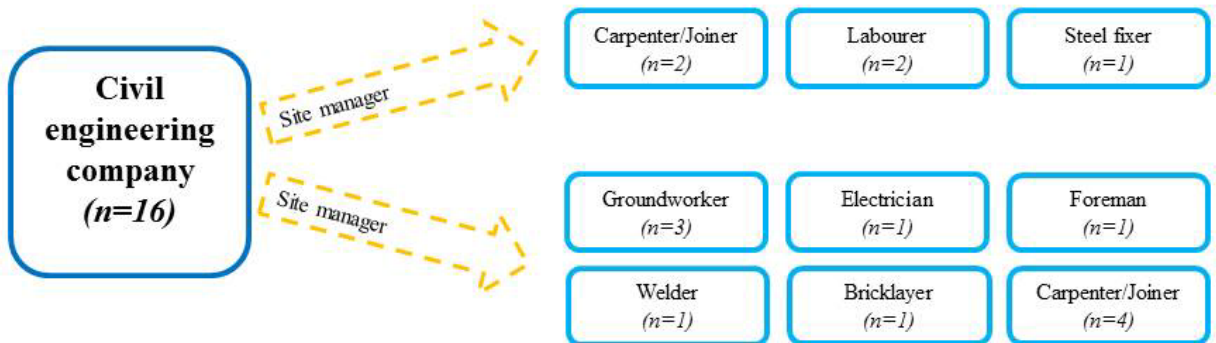 Civil
engineering
company
(n=16)
Site manager
Site manager
Carpenter/Joiner
(n=2)
Labourer
(n=2)
Steel fixer
(n=1)
Groundworker
(n=3)
Electrician
(n=1)
Foreman
(n=1)
Welder
(n=1)
Bricklayer
(n=1)
Carpenter/Joiner
(n=4)